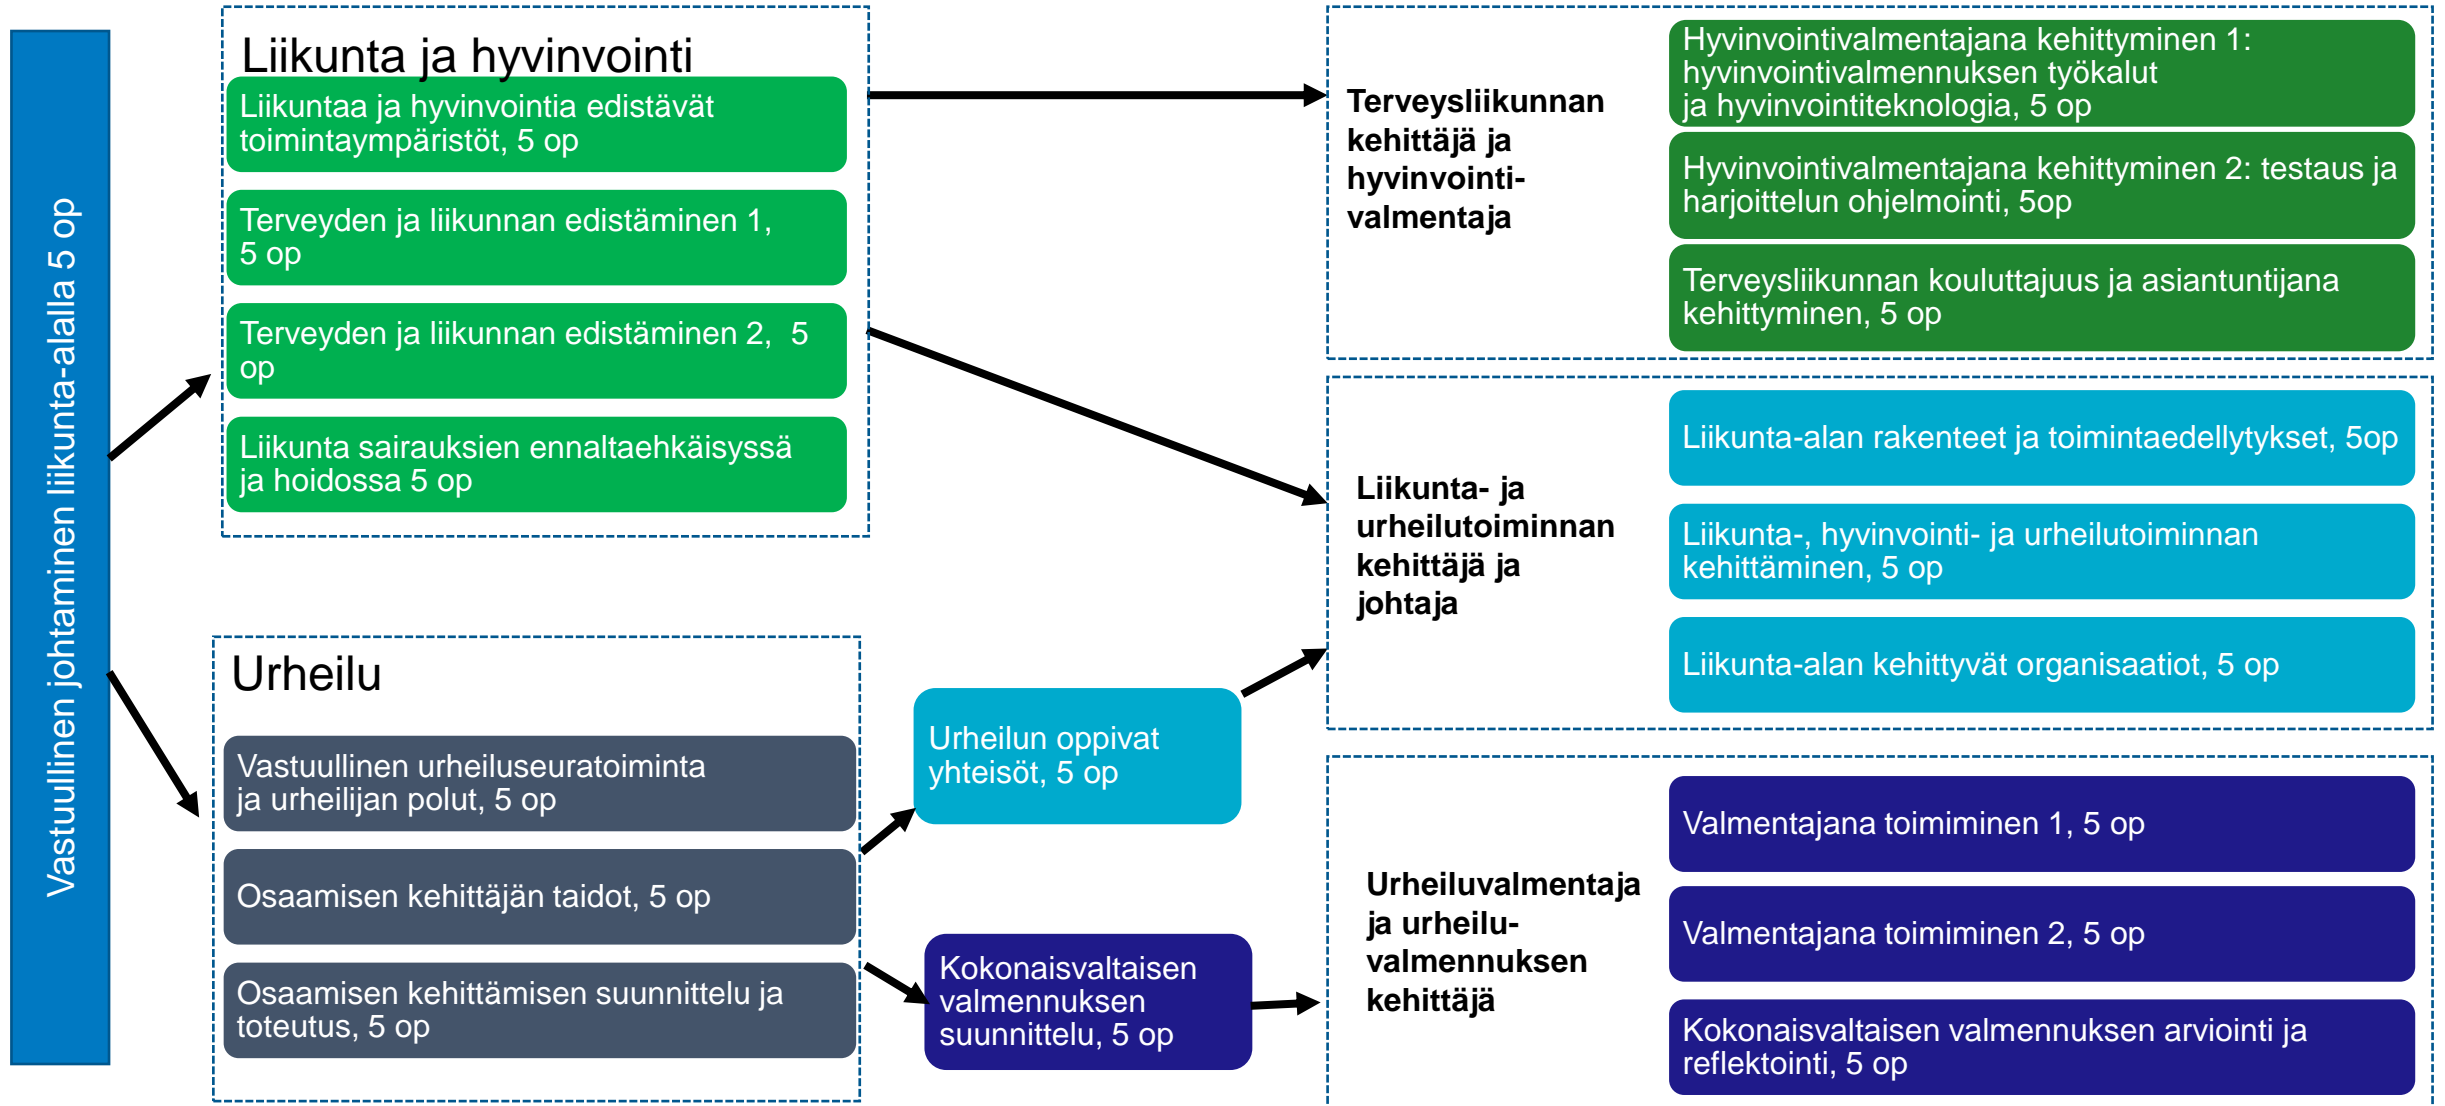 Vastuullinen johtaminen liikunta-alalla 5 op
Liikunta ja hyvinvointi
Liikuntaa ja hyvinvointia edistävät
toimintaympäristöt, 5 op
Terveyden ja liikunnan edistäminen 1,
5 op
Terveyden ja liikunnan edistäminen 2,  5
op
Liikunta sairauksien ennaltaehkäisyssä
ja hoidossa 5 op
Urheilu
Vastuullinen urheiluseuratoiminta
ja urheilijan polut, 5 op
Osaamisen kehittäjän taidot, 5 op
Osaamisen kehittämisen suunnittelu ja
toteutus, 5 op
Urheilun oppivat
yhteisöt, 5 op
Kokonaisvaltaisen
valmennuksen
suunnittelu, 5 op
Terveysliikunnan
kehittäjä ja
hyvinvointi-
valmentaja
Hyvinvointivalmentajana kehittyminen 1:
hyvinvointivalmennuksen työkalut
ja hyvinvointiteknologia, 5 op
Hyvinvointivalmentajana kehittyminen 2: testaus ja
harjoittelun ohjelmointi, 5op
Terveysliikunnan kouluttajuus ja asiantuntijana
kehittyminen, 5 op
Liikunta- ja
urheilutoiminnan
kehittäjä ja
johtaja
Liikunta-alan rakenteet ja toimintaedellytykset, 5op
Liikunta-, hyvinvointi- ja urheilutoiminnan
kehittäminen, 5 op
Liikunta-alan kehittyvät organisaatiot, 5 op
Urheiluvalmentaja
ja urheilu-
valmennuksen
kehittäjä
Valmentajana toimiminen 1, 5 op
Valmentajana toimiminen 2, 5 op
Kokonaisvaltaisen valmennuksen arviointi ja
reflektointi, 5 op